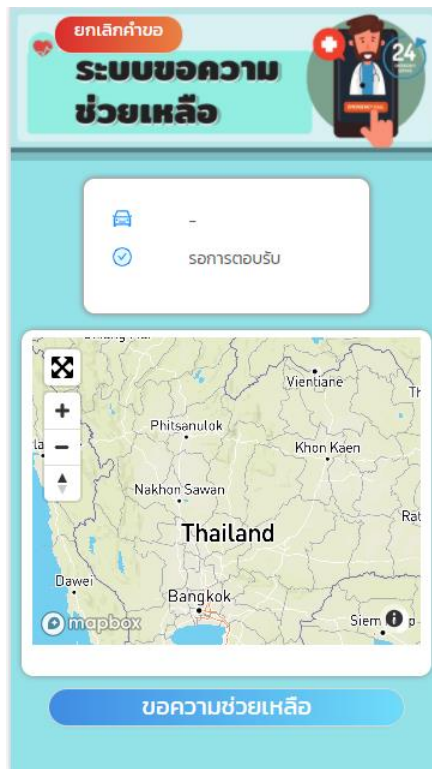 ยกเลิกคำขอ
ระบบขอความ
ช่วยเหลือ
24
-
รอการตอบรับ
Vientiane
Phitsanulok
Khon Kaen
Nakhon Sawan
Thailand
Dawei
Bangkok
mapbox
Siem
ขอความช่วยเหลือ